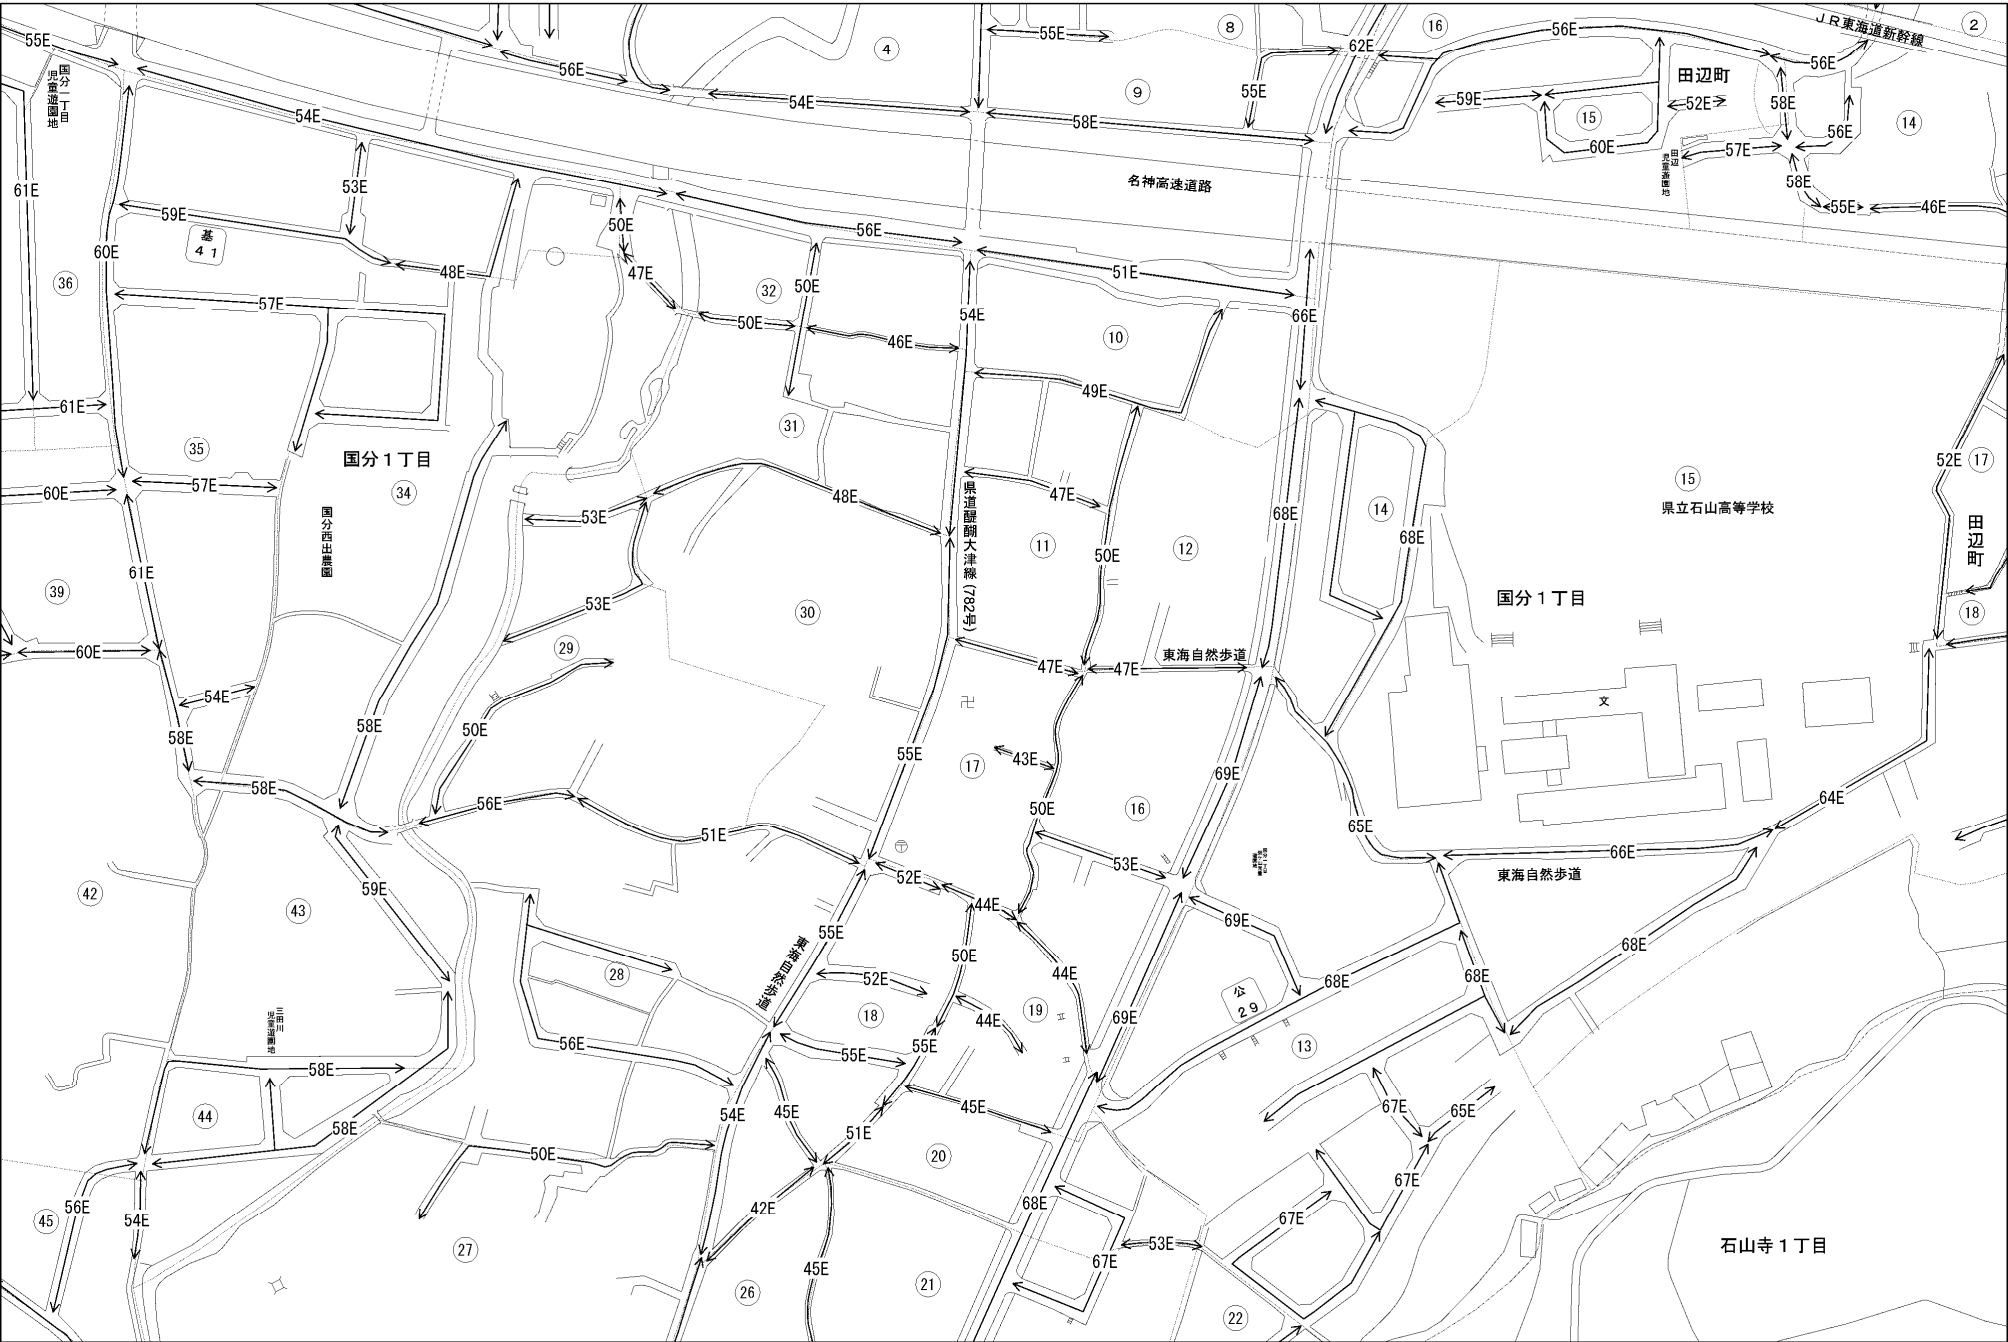 16
8
2
JR東海道新幹線
55E
55E
4
62E
56E
56E
56E
田辺町
国分一丁目
児童遊園地
9
54E
55E
59E
15
52E
58E
14
54E
58E
60E
56E
57E
田辺
児童遊園地
61E
53E
名神高速道路
58E
55E
46E
59E
50E
56E
基
41
60E
48E
47E
51E
36
32
50E
57E
50E
54E
66E
46E
10
49E
61E
31
35
国分1丁目
34
57E
60E
48E
47E
県道醍醐大津線(782号)
53E
68E
14
15
県立石山高等学校
52E
17
国分西出農園
11
12
50E
68E
田辺町
61E
39
53E
30
国分1丁目
18
60E
29
47E
47E
東海自然歩道
54E
58E
58E
50E
55E
17
43E
69E
文
58E
56E
51E
50E
16
65E
64E
66E
53E
東海自然歩道
52E
59E
42
43
44E
69E
55E
東海自然歩道
50E
68E
28
52E
44E
68E
68E
公
29
三田川
児童遊園地
18
44E
19
69E
13
56E
55E
55E
58E
44
58E
54E
45E
51E
45E
67E
65E
50E
20
67E
56E
45
54E
42E
68E
67E
27
45E
67E
53E
石山寺1丁目
26
21
22